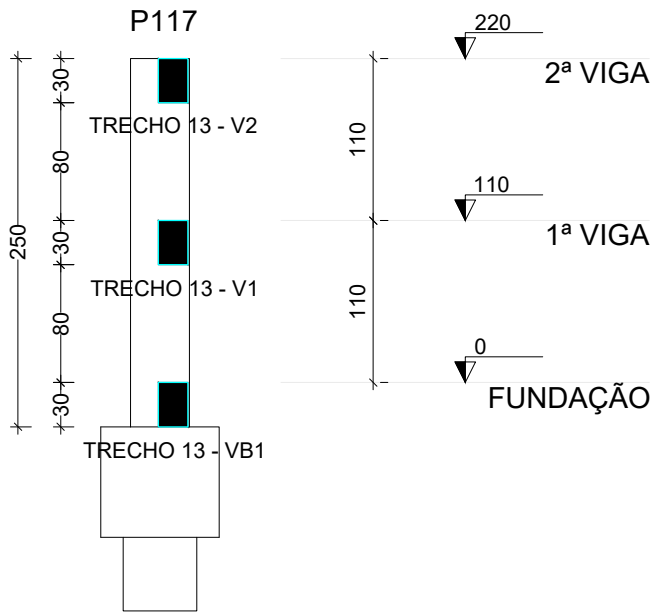 P117
220
2ª VIGA
30
TRECHO 13 - V2
80
110
110
1ª VIGA
250
30
TRECHO 13 - V1
80
110
0
FUNDAÇÃO
30
TRECHO 13 - VB1